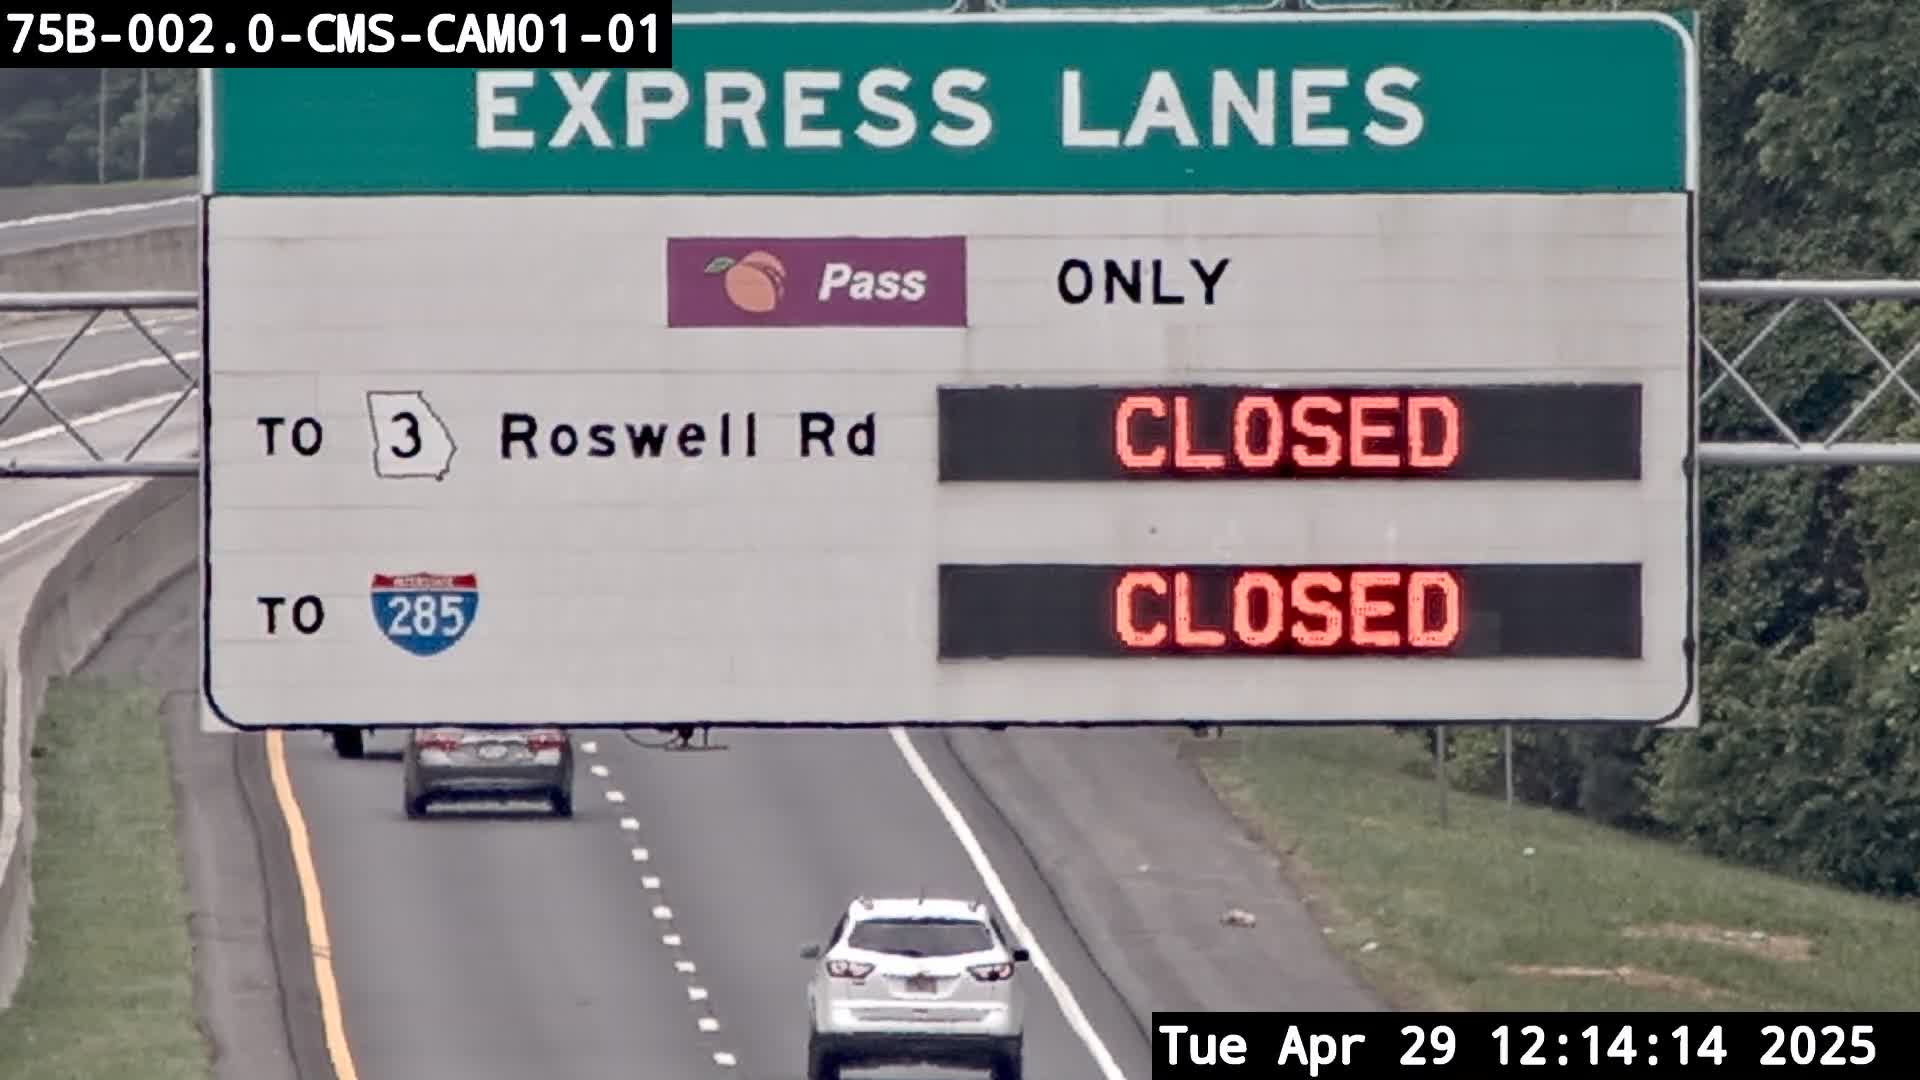 75B-002.0-CMS-CAM01-01
EXPRESS LANES
Pass ONLY
TO 3 Roswell Rd CLOSED
TO INTERSTATE 285 CLOSED
Tue Apr 29 12:14:14 2025